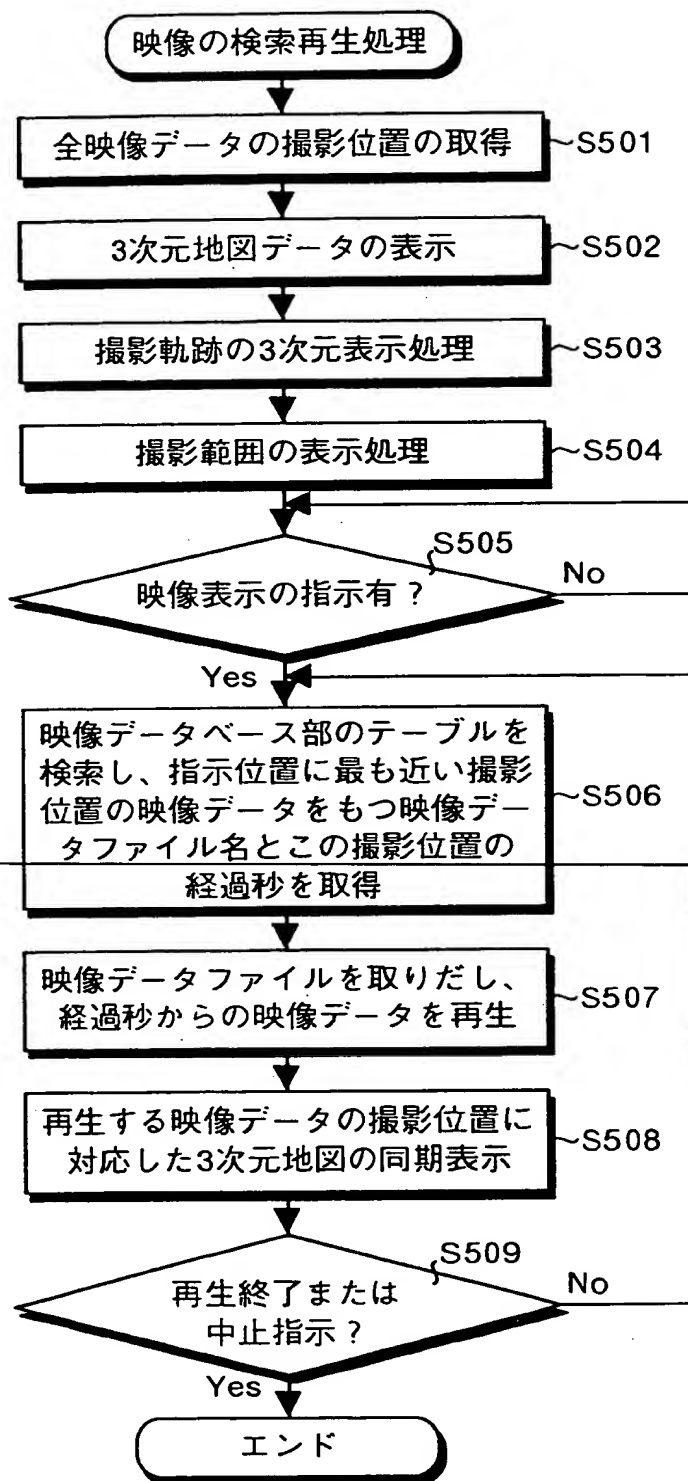 映像の検索再生処理
全映像データの撮影位置の取得
~S501
3次元地図データの表示
~S502
撮影軌跡の3次元表示処理
~S503
撮影範囲の表示処理
~S504
S505
映像表示の指示有?
No
Yes
映像データベース部のテーブルを
検索し、指示位置に最も近い撮影
位置の映像データをもつ映像デー
タファイル名とこの撮影位置の
経過秒を取得
~S506
映像データファイルを取りだし、
経過秒からの映像データを再生
~S507
再生する映像データの撮影位置に
対応した3次元地図の同期表示
~S508
S509
再生終了または
中止指示?
No
Yes
エンド